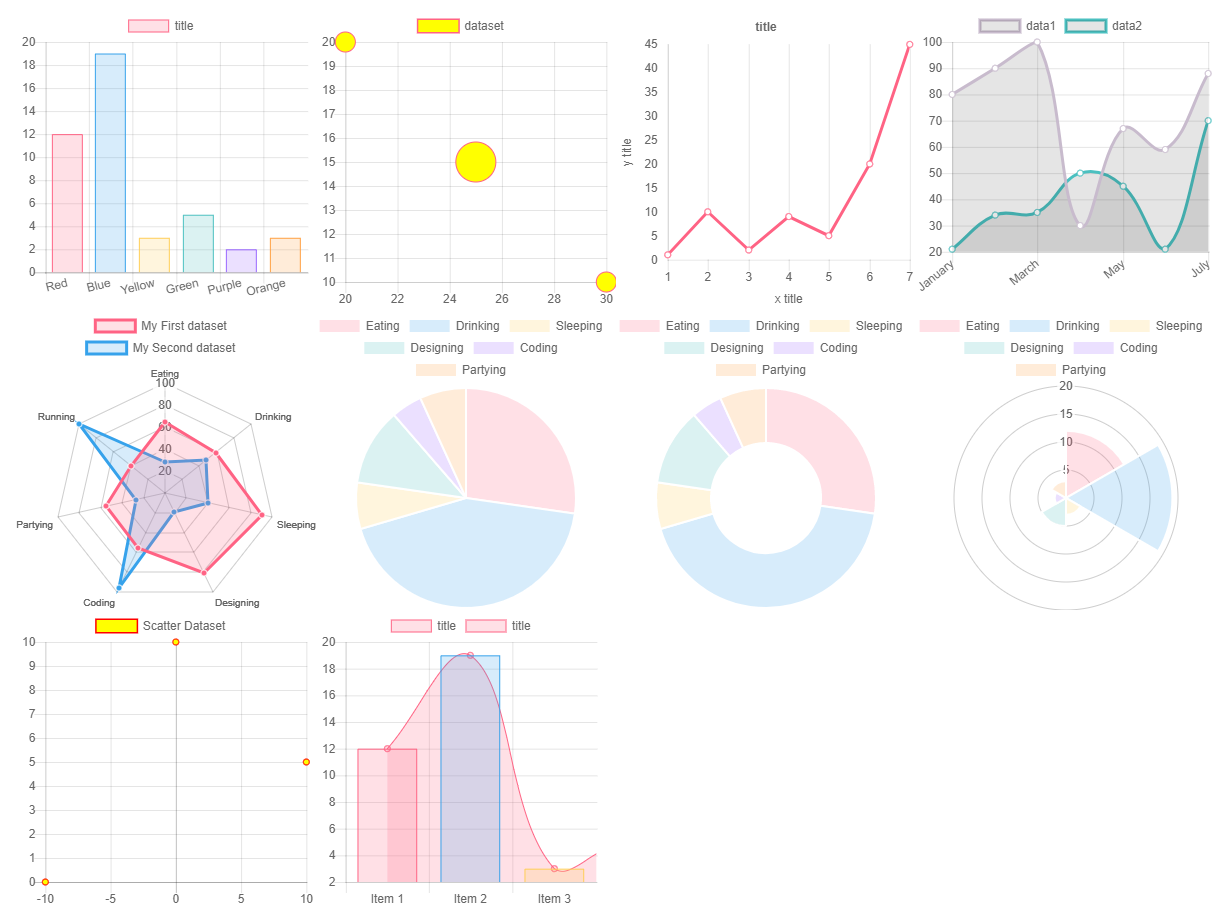 title
20
18
16
14
12
10
8
6
4
2
0
Red Blue Yellow Green Purple Orange
dataset
20
19
18
17
16
15
14
13
12
11
10
20 22 24 26 28 30
title
45
35
30
25
20
15
10
5
0
y title
1 2 3 4 5 6 7
x title
data1 data2
100
90
80
70
60
50
40
30
20
January March May July
My First dataset
My Second dataset
Eating
100
80
60
40
20
Running Drinking
Partying Sleeping
Coding Designing
Eating Drinking Sleeping
Designing Coding
Partying
Eating Drinking Sleeping
Designing Coding
Partying
Eating Drinking Sleeping
Designing Coding
Partying
20
15
10
5
Scatter Dataset
10
9
8
7
6
5
4
3
2
1
0
-10 -5 0 5 10
title title
20
18
16
14
12
10
8
6
4
2
Item 1 Item 2 Item 3